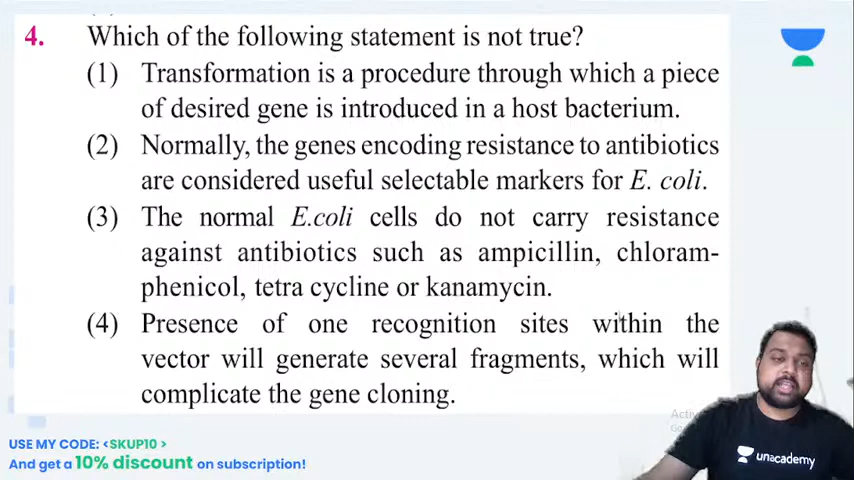 4. Which of the following statement is not true?
(1) Transformation is a procedure through which a piece
of desired gene is introduced in a host bacterium.
(2) Normally, the genes encoding resistance to antibiotics
are considered useful selectable markers for E. coli.
(3) The normal E.coli cells do not carry resistance
against antibiotics such as ampicillin, chloram-
phenicol, tetra cycline or kanamycin.
(4) Presence of one recognition sites within the
vector will generate several fragments, which will
complicate the gene cloning.
USE MY CODE: <SKUP10 >
And get a 10% discount on subscription!
unacademy